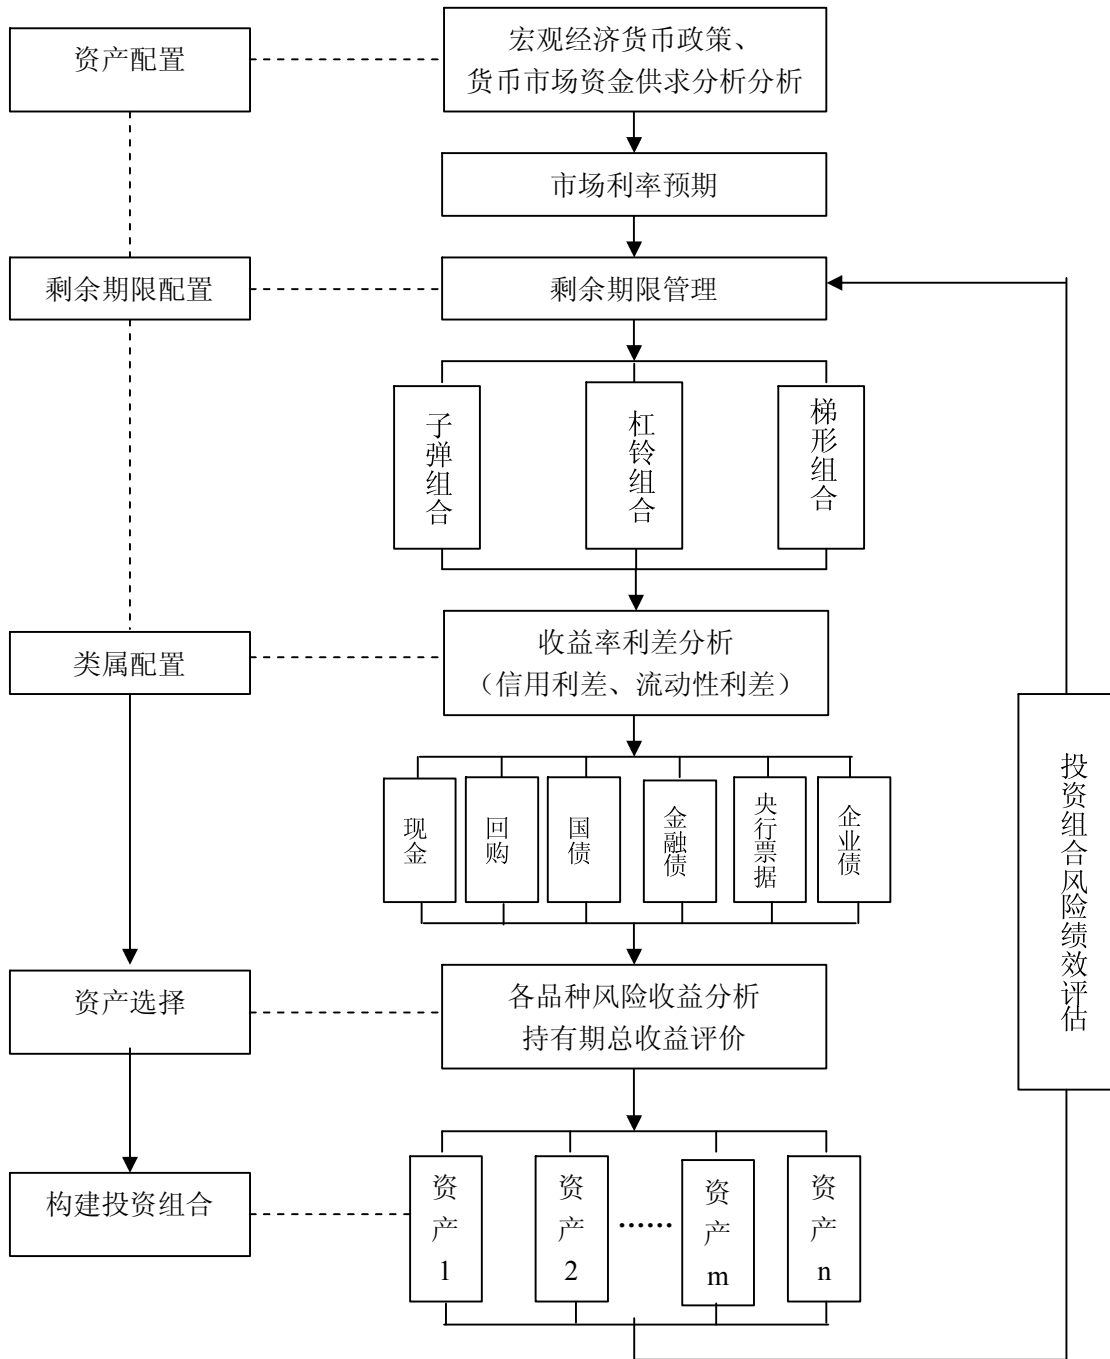 资产配置
宏观经济货币政策、
货币市场资金供求分析分析
市场利率预期
剩余期限配置
剩余期限管理
子弹组合
杠铃组合
梯形组合
类属配置
收益率利差分析
（信用利差、流动性利差）
现金
回购
国债
金融债
央行票据
企业债
投资组合风险绩效评估
资产选择
各品种风险收益分析
持有期总收益评价
构建投资组合
资产1
资产2
……
资产m
资产n